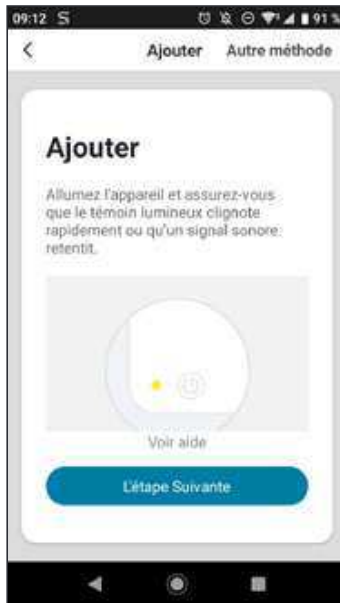 09:12 S 91 %
Ajouter Autre méthode
Ajouter
Allumez l'appareil et assurez-vous
que le témoin lumineux clignote
rapidement ou qu'un signal sonore
retentit.
Voir aide
L'étape Suivante